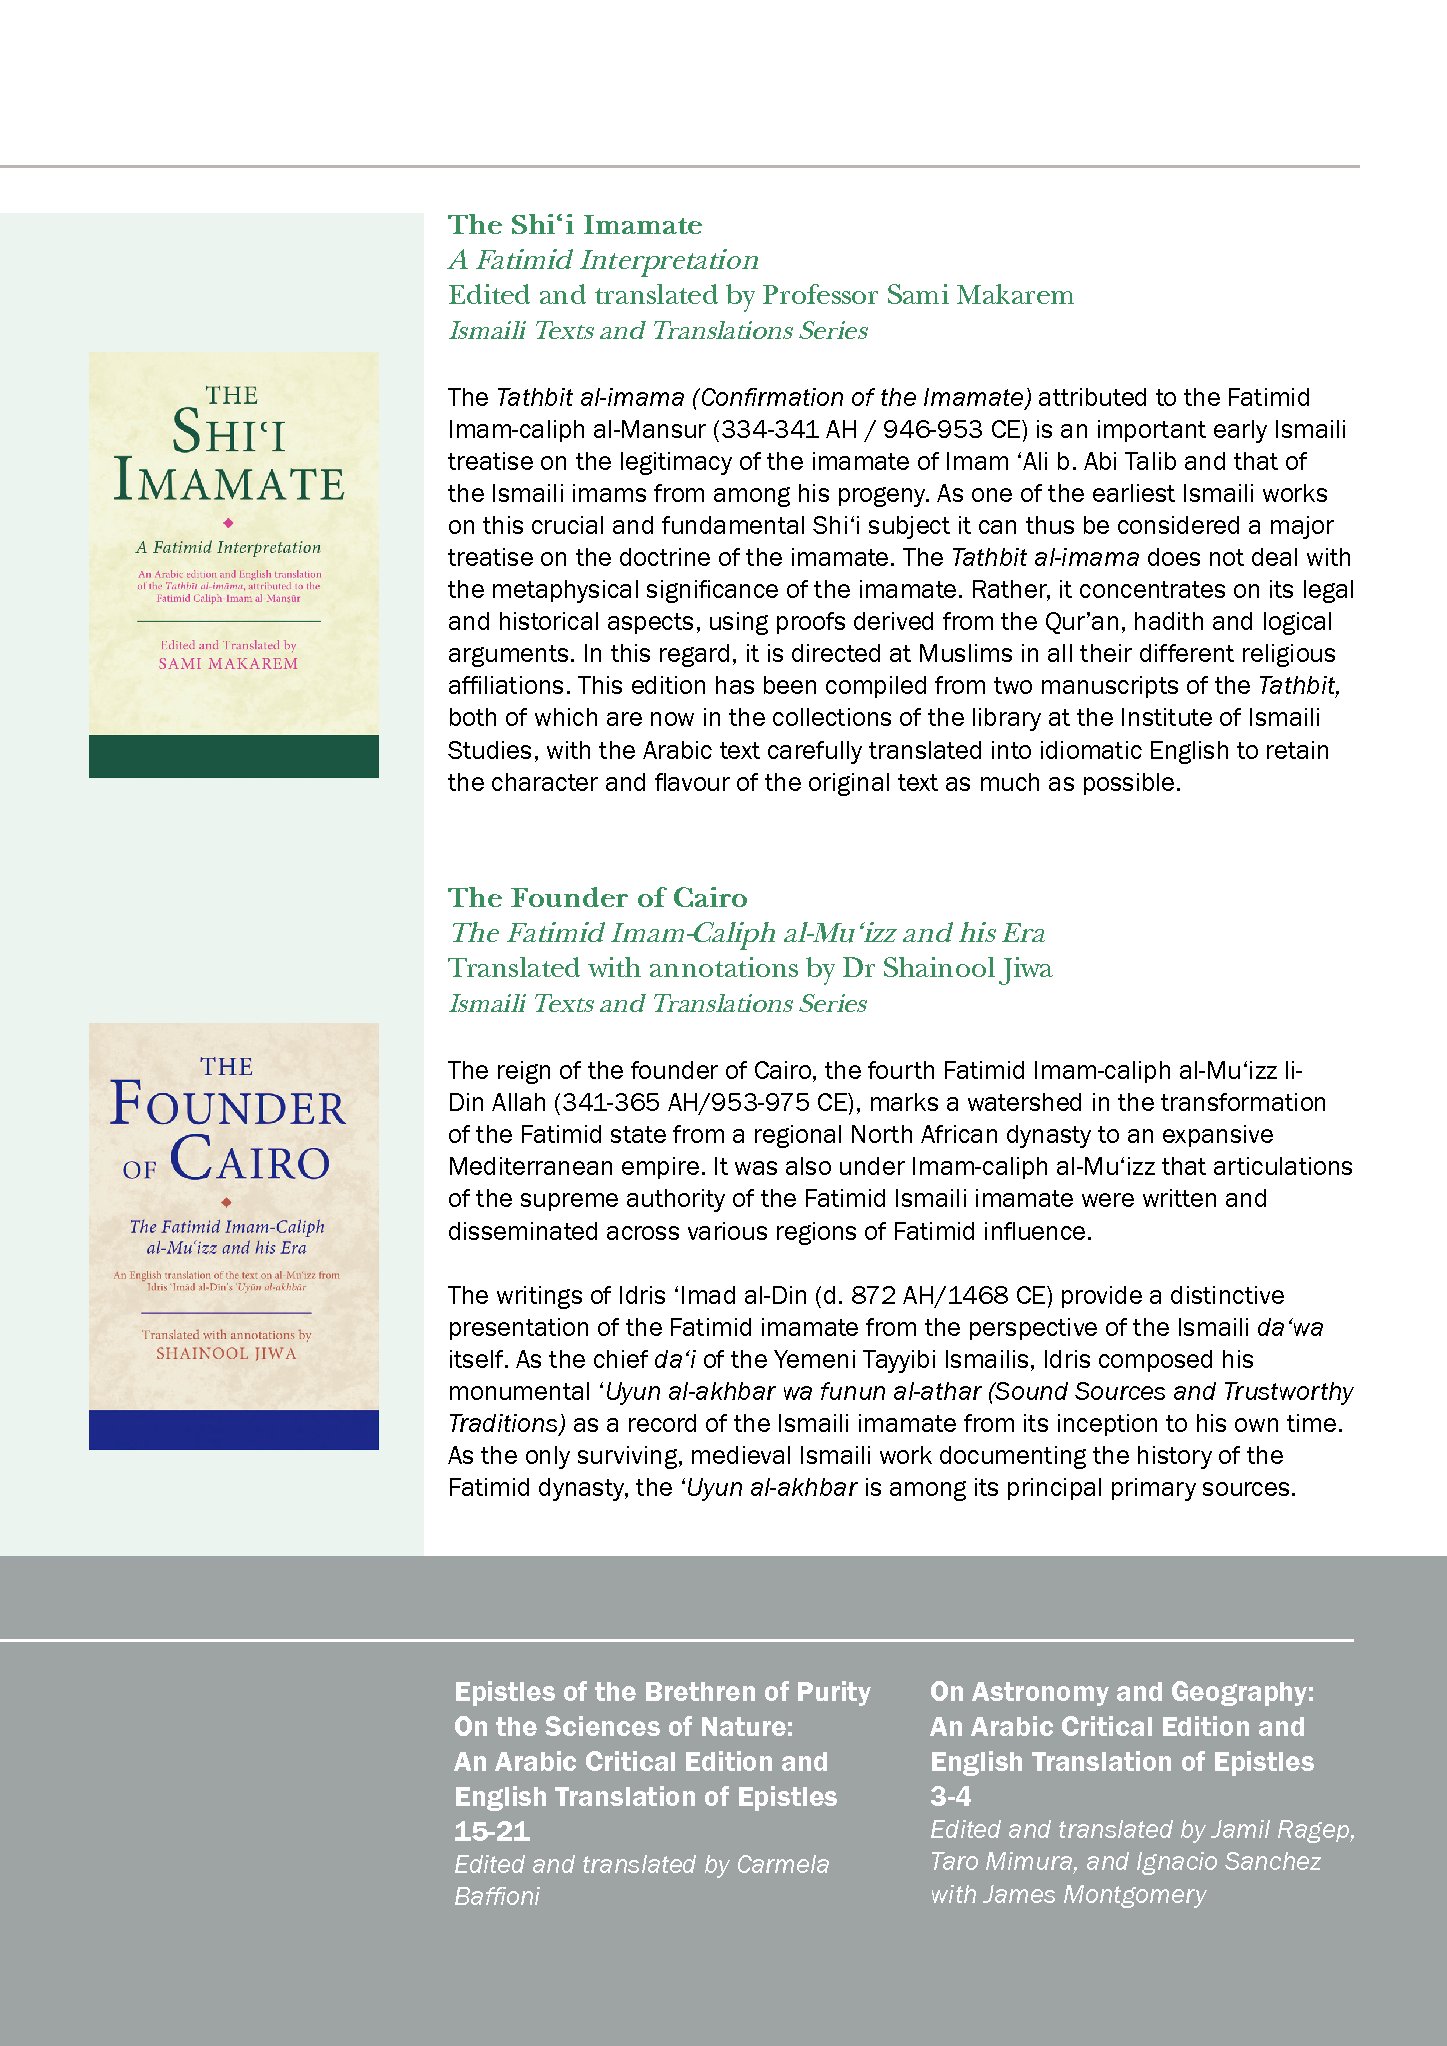 The Shi‘i Imamate
A Fatimid Interpretation
Edited and translated by Professor Sami Makarem
Ismaili Texts and Translations Series
THE
SHI‘I
IMAMATE
A Fatimid Interpretation
An Arabic edition and English translation
of the Tathbīt al-imāma, attributed to the
Fatimid Caliph-Imam al-Manṣūr
Edited and Translated by
SAMI MAKAREM
The Tathbit al-imama (Confirmation of the Imamate) attributed to the Fatimid
Imam-caliph al-Mansur (334-341 AH / 946-953 CE) is an important early Ismaili
treatise on the legitimacy of the imamate of Imam ‘Ali b. Abi Talib and that of
the Ismaili imams from among his progeny. As one of the earliest Ismaili works
on this crucial and fundamental Shi‘i subject it can thus be considered a major
treatise on the doctrine of the imamate. The Tathbit al-imama does not deal with
the metaphysical significance of the imamate. Rather, it concentrates on its legal
and historical aspects, using proofs derived from the Qur’an, hadith and logical
arguments. In this regard, it is directed at Muslims in all their different religious
affiliations. This edition has been compiled from two manuscripts of the Tathbit,
both of which are now in the collections of the library at the Institute of Ismaili
Studies, with the Arabic text carefully translated into idiomatic English to retain
the character and flavour of the original text as much as possible.
The Founder of Cairo
The Fatimid Imam-Caliph al-Mu‘izz and his Era
Translated with annotations by Dr Shainool Jiwa
Ismaili Texts and Translations Series
THE
FOUNDER
OF CAIRO
The Fatimid Imam-Caliph
al-Mu‘izz and his Era
An English translation of the text on al-Mu‘izz from
Idrīs ‘Imād al-Dīn’s ‘Uyūn al-akhbār
Translated with annotations by
SHAINOOL JIWA
The reign of the founder of Cairo, the fourth Fatimid Imam-caliph al-Mu‘izz li-
Din Allah (341-365 AH/953-975 CE), marks a watershed in the transformation
of the Fatimid state from a regional North African dynasty to an expansive
Mediterranean empire. It was also under Imam-caliph al-Mu‘izz that articulations
of the supreme authority of the Fatimid Ismaili imamate were written and
disseminated across various regions of Fatimid influence.
The writings of Idris ‘Imad al-Din (d. 872 AH/1468 CE) provide a distinctive
presentation of the Fatimid imamate from the perspective of the Ismaili da‘wa
itself. As the chief da‘i of the Yemeni Tayyibi Ismailis, Idris composed his
monumental ‘Uyun al-akhbar wa funun al-athar (Sound Sources and Trustworthy
Traditions) as a record of the Ismaili imamate from its inception to his own time.
As the only surviving, medieval Ismaili work documenting the history of the
Fatimid dynasty, the ‘Uyun al-akhbar is among its principal primary sources.
Epistles of the Brethren of Purity
On the Sciences of Nature:
An Arabic Critical Edition and
English Translation of Epistles
15-21
Edited and translated by Carmela
Baffioni
On Astronomy and Geography:
An Arabic Critical Edition and
English Translation of Epistles
3-4
Edited and translated by Jamil Ragep,
Taro Mimura, and Ignacio Sanchez
with James Montgomery